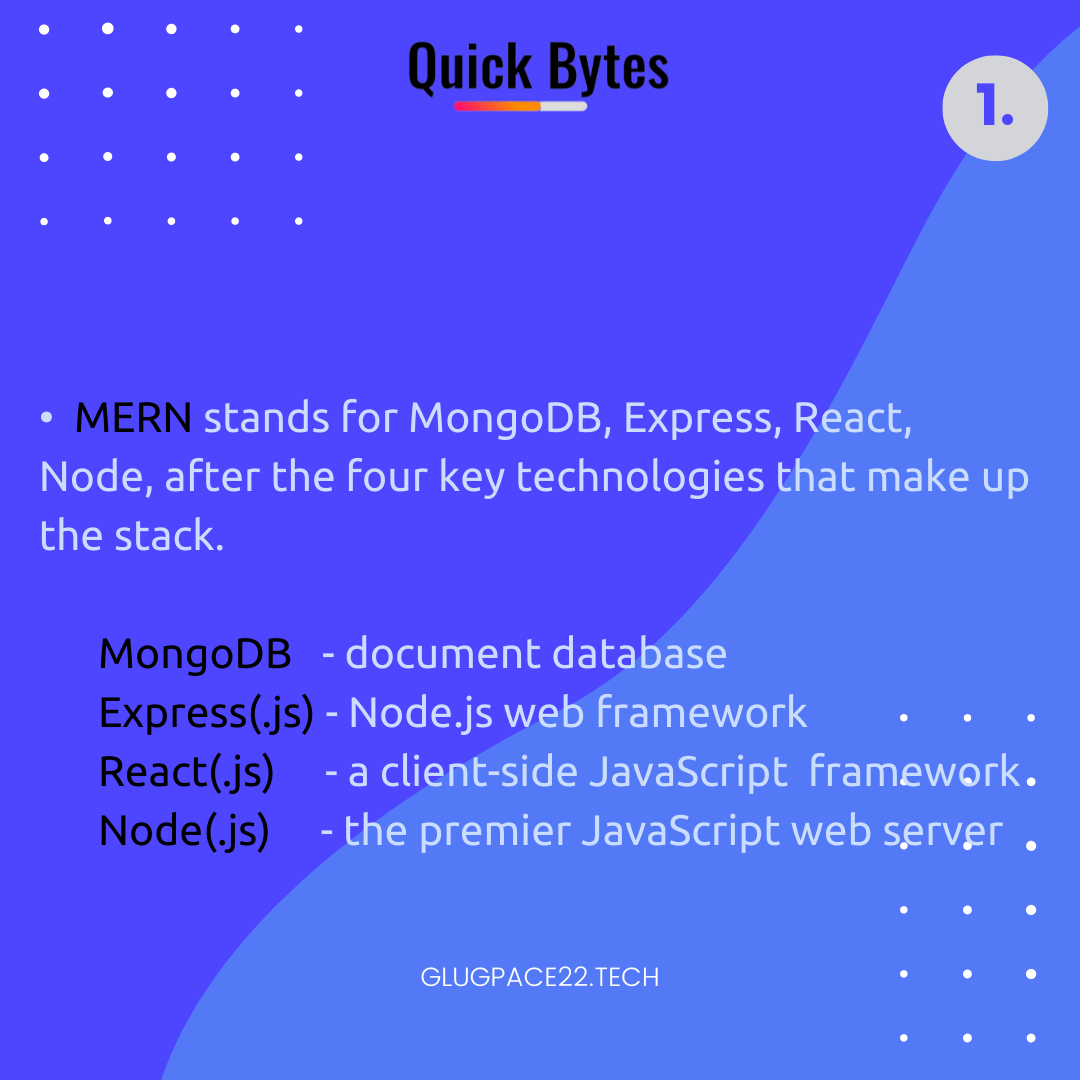 Quick Bytes
1.
• MERN stands for MongoDB, Express, React,
Node, after the four key technologies that make up
the stack.
MongoDB - document database
Express(.js) - Node.js web framework
React(.js) - a client-side JavaScript framework
Node(.js) - the premier JavaScript web server
GLUGPACE22.TECH